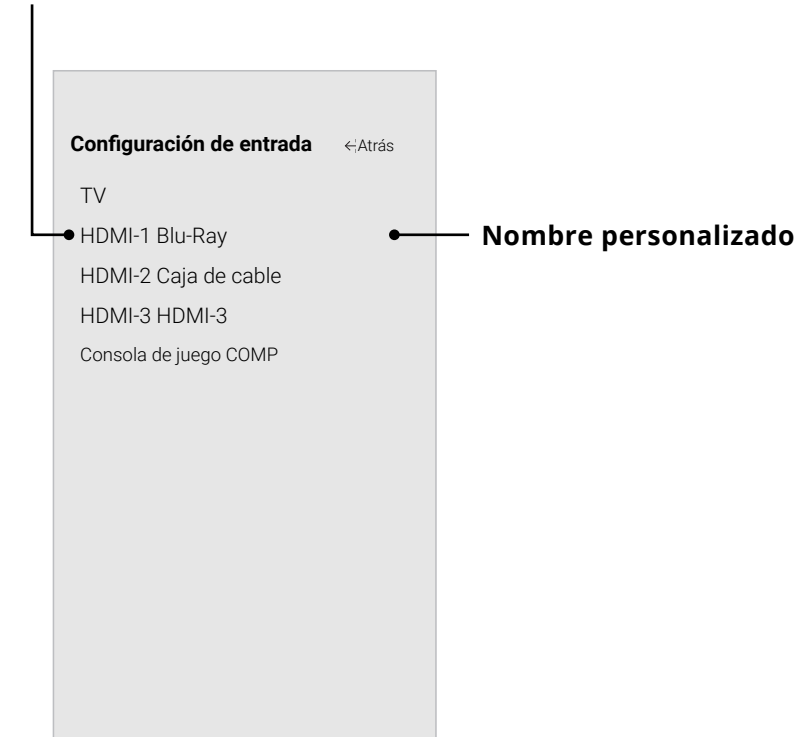 Configuración de entrada ←Atrás
TV
HDMI-1 Blu-Ray
Nombre personalizado
HDMI-2 Caja de cable
HDMI-3 HDMI-3
Consola de juego COMP